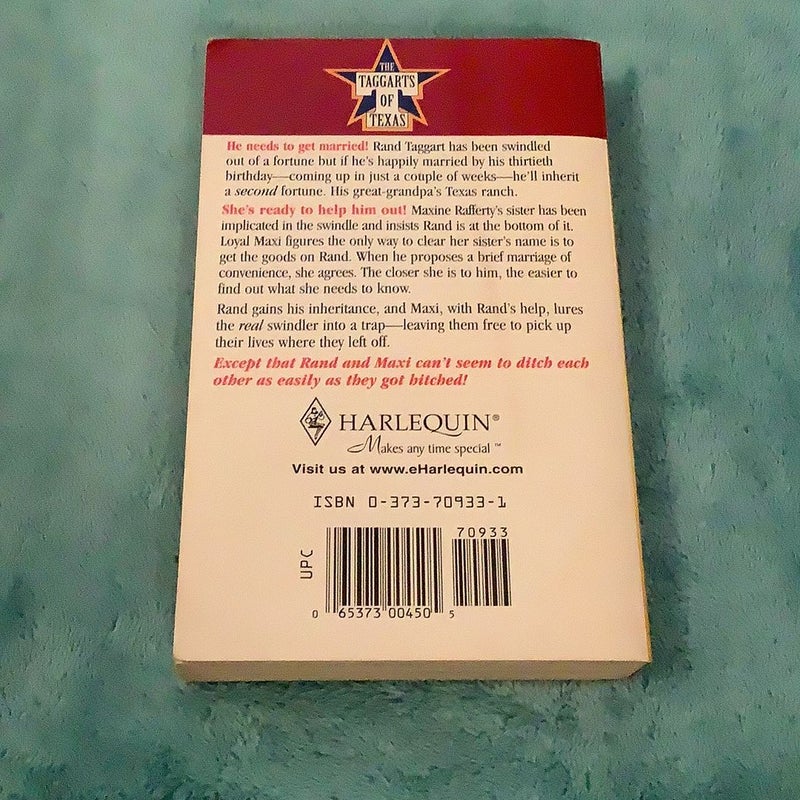 THE
TAGGARTS
OF
TEXAS
He needs to get married! Rand Taggart has been swindled
out of a fortune but if he's happily married by his thirtieth
birthday—coming up in just a couple of weeks—he'll inherit
a second fortune. His great-grandpa's Texas ranch.
She's ready to help him out! Maxine Rafferty's sister has been
implicated in the swindle and insists Rand is at the bottom of it.
Loyal Maxi figures the only way to clear her sister's name is to
get the goods on Rand. When he proposes a brief marriage of
convenience, she agrees. The closer she is to him, the easier to
find out what she needs to know.
Rand gains his inheritance, and Maxi, with Rand's help, lures
the real swindler into a trap—leaving them free to pick up
their lives where they left off.
Except that Rand and Maxi can't seem to ditch each
other as easily as they got hitched!
HARLEQUIN®
Makes any time special™
Visit us at www.eHarlequin.com
ISBN 0-373-70933-1
70933
UPC
0 65373 00450 5